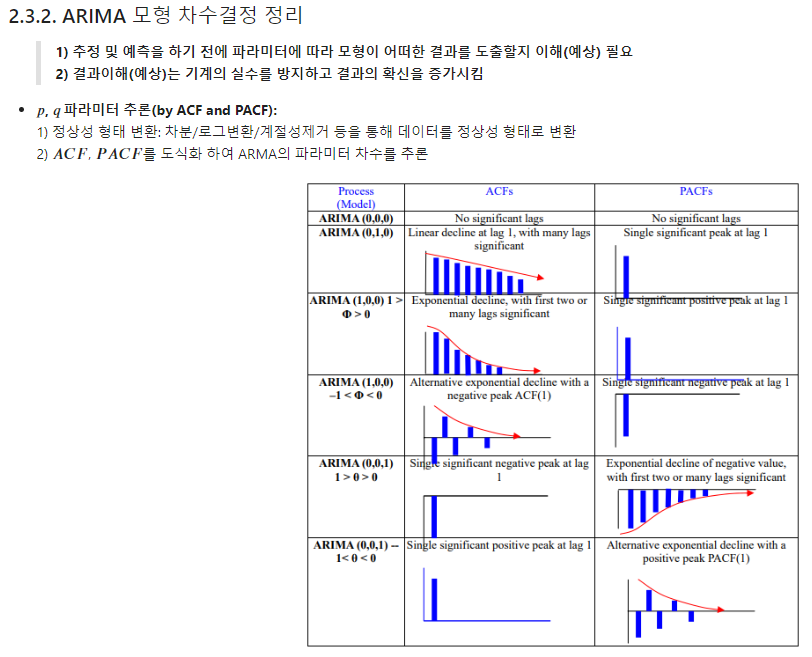 2.3.2. ARIMA 모형 차수결정 정리
1) 추정 및 예측을 하기 전에 파라미터에 따라 모형이 어떠한 결과를 도출할지 이해(예상) 필요
2) 결과이해(예상)는 기계의 실수를 방지하고 결과의 확신을 증가시킴
• p, q 파라미터 추론(by ACF and PACF):
1) 정상성 형태 변환: 차분/로그변환/계절성제거 등을 통해 데이터를 정상성 형태로 변환
2) ACF, PACF를 도식화 하여 ARMA의 파라미터 차수를 추론
Process
(Model)
ACFs
PACFs
ARIMA (0,0,0)
No significant lags
No significant lags
ARIMA (0,1,0)
Linear decline at lag 1, with many lags
significant
Single significant peak at lag 1
ARIMA (1,0,0) 1 >
Φ > 0
Exponential decline, with first two or
many lags significant
Single significant positive peak at lag 1
ARIMA (1,0,0)
–1 < Φ < 0
Alternative exponential decline with a
negative peak ACF(1)
Single significant negative peak at lag 1
ARIMA (0,0,1)
1 > θ > 0
Single significant negative peak at lag
1
Exponential decline of negative value,
with first two or many lags significant
ARIMA (0,0,1) –
1< θ < 0
Single significant positive peak at lag 1
Alternative exponential decline with a
positive peak PACF(1)